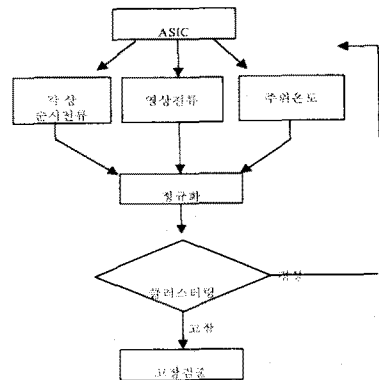 ASIC
각 상
순시전류
영상전류
주위온도
정규화
클러스터링
정상
고장
고장검출